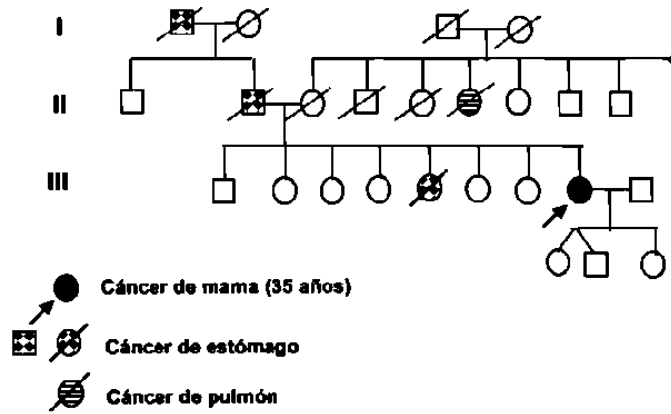 I
II
III
Cáncer de mama (35 años)
Cáncer de estómago
Cáncer de pulmón